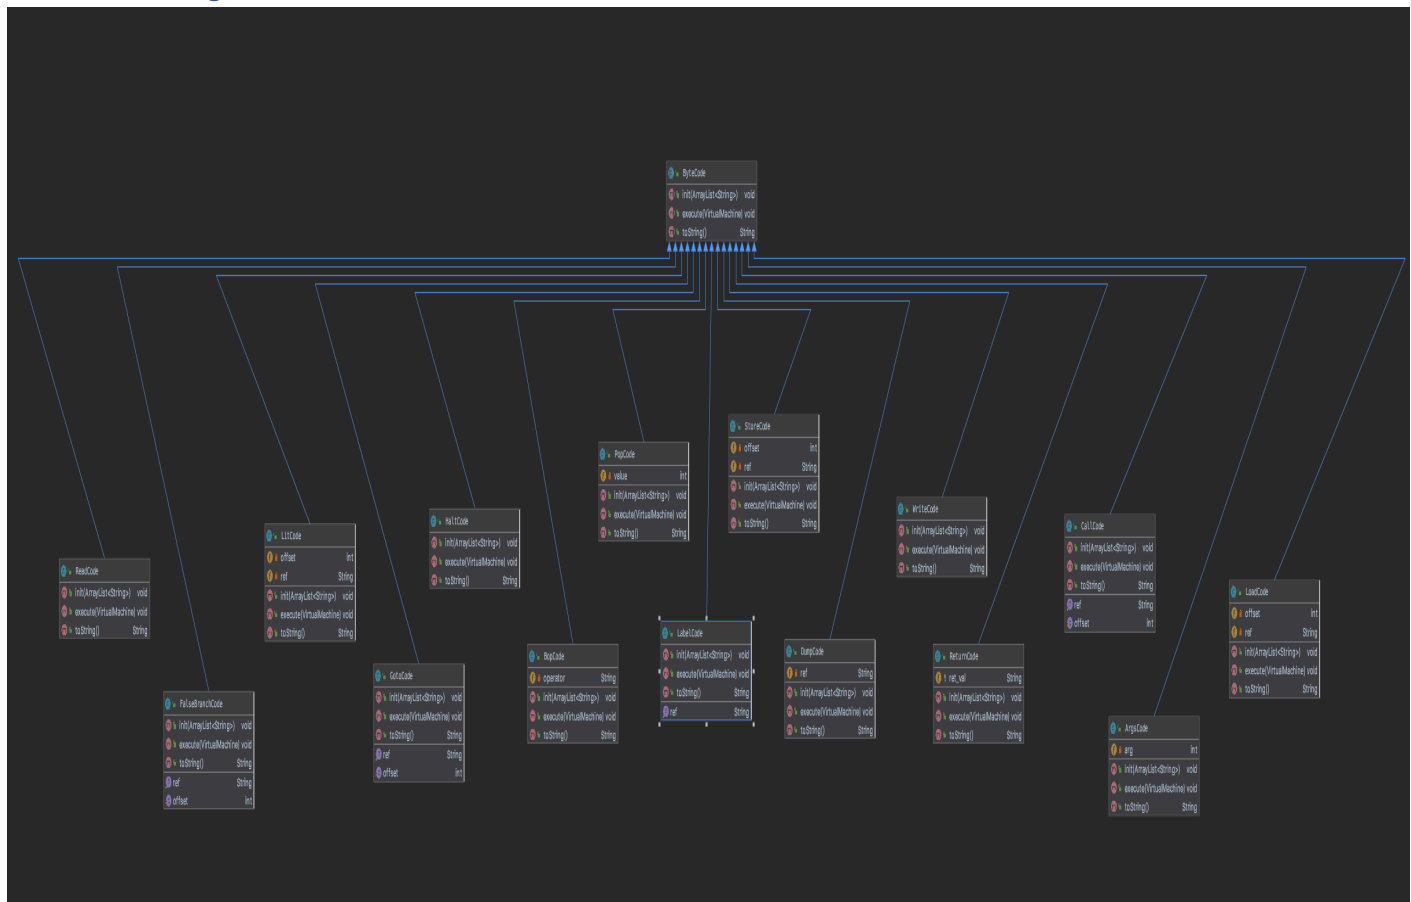 ByteCode
init(ArrayList<String>) void
execute(VirtualMachine) void
toString() String
StoreCode
offset int
ref String
init(ArrayList<String>) void
execute(VirtualMachine) void
toString() String
PopCode
value int
init(ArrayList<String>) void
execute(VirtualMachine) void
toString() String
WriteCode
init(ArrayList<String>) void
execute(VirtualMachine) void
toString() String
HaltCode
init(ArrayList<String>) void
execute(VirtualMachine) void
toString() String
CallCode
init(ArrayList<String>) void
execute(VirtualMachine) void
toString() String
ref String
offset int
LitCode
offset int
ref String
init(ArrayList<String>) void
execute(VirtualMachine) void
toString() String
ReadCode
init(ArrayList<String>) void
execute(VirtualMachine) void
toString() String
LoadCode
offset int
ref String
init(ArrayList<String>) void
execute(VirtualMachine) void
toString() String
LabelCode
init(ArrayList<String>) void
execute(VirtualMachine) void
toString() String
ref String
DumpCode
ref String
init(ArrayList<String>) void
execute(VirtualMachine) void
toString() String
BopCode
operator String
init(ArrayList<String>) void
execute(VirtualMachine) void
toString() String
ReturnCode
ret_val String
init(ArrayList<String>) void
execute(VirtualMachine) void
toString() String
GotoCode
init(ArrayList<String>) void
execute(VirtualMachine) void
toString() String
ref String
offset int
FalseBranchCode
init(ArrayList<String>) void
execute(VirtualMachine) void
toString() String
ref String
offset int
ArgsCode
arg int
init(ArrayList<String>) void
execute(VirtualMachine) void
toString() String